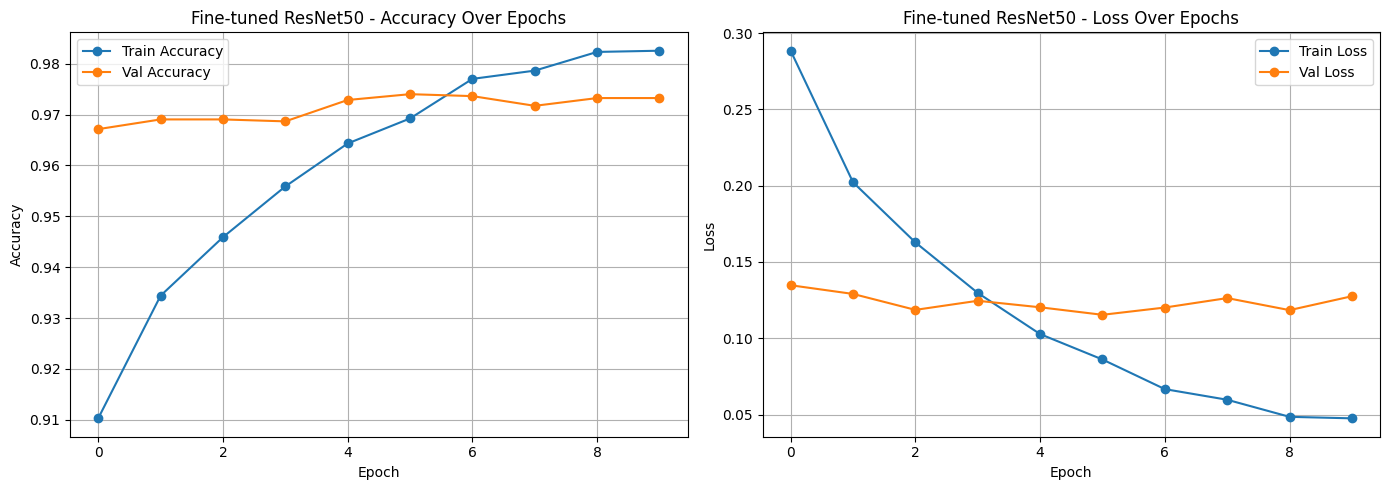 Fine-tuned ResNet50 - Accuracy Over Epochs
Train Accuracy
Val Accuracy
0.98
0.97
0.96
0.95
0.94
0.93
0.92
0.91
Accuracy
0 2 4 6 8
Epoch
Fine-tuned ResNet50 - Loss Over Epochs
Train Loss
Val Loss
0.30
0.25
0.20
0.15
0.10
0.05
Loss
0 2 4 6 8
Epoch